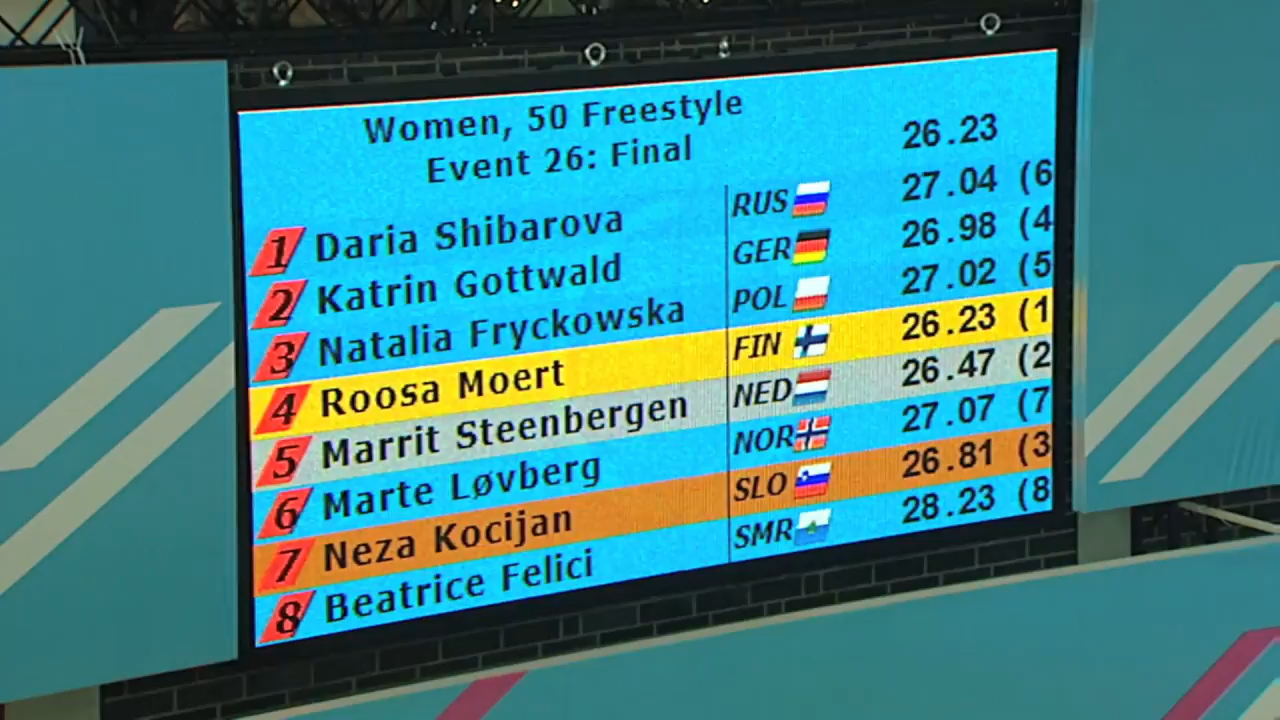 Women, 50 Freestyle
Event 26: Final 26.23
1 Daria Shibarova RUS 27.04 (6
2 Katrin Gottwald GER 26.98 (4
3 Natalia Fryckowska POL 27.02 (5
4 Roosa Moert FIN 26.23 (1
5 Marrit Steenbergen NED 26.47 (2
6 Marte Løvberg NOR 27.07 (7
7 Neza Kocijan SLO 26.81 (3
8 Beatrice Felici SMR 28.23 (8